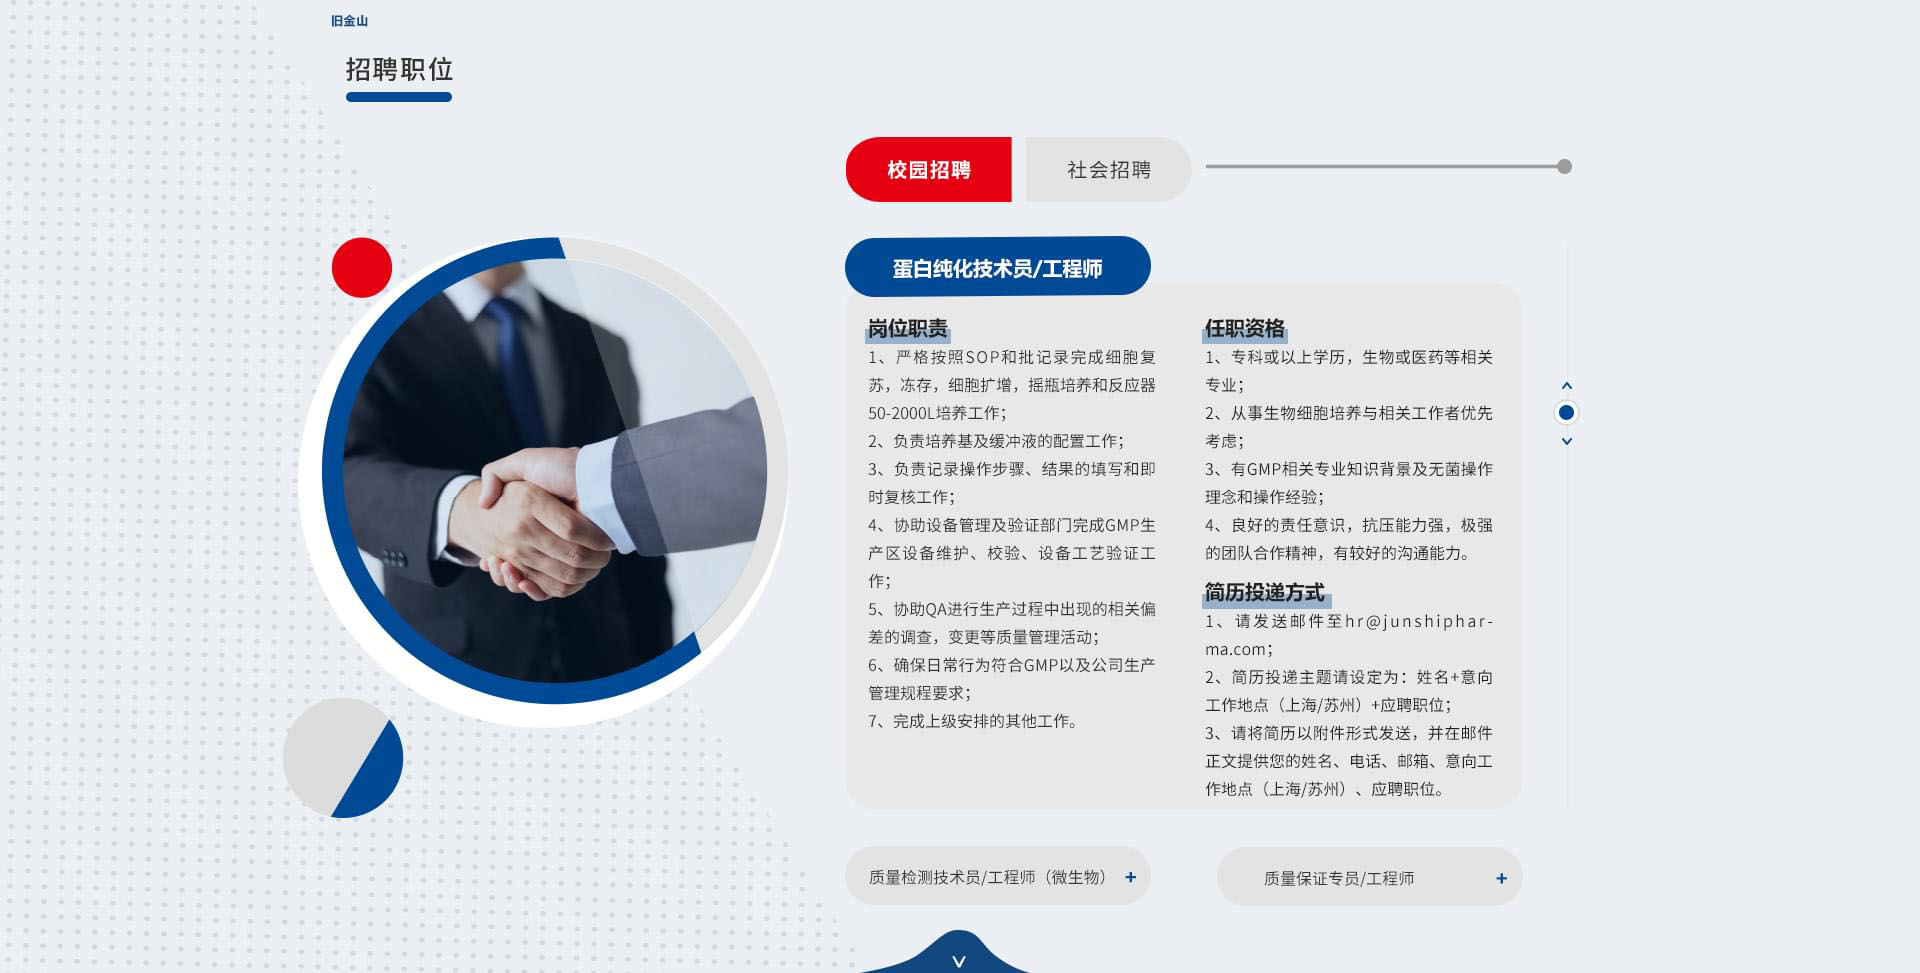 旧金山
招聘职位
校园招聘
社会招聘
蛋白纯化技术员/工程师
岗位职责
1、严格按照SOP和批记录完成细胞复
苏，冻存，细胞扩增，摇瓶培养和反应器
50-2000L培养工作；
2、负责培养基及缓冲液的配置工作；
3、负责记录操作步骤、结果的填写和即
时复核工作；
4、协助设备管理及验证部门完成GMP生
产区设备维护、校验、设备工艺验证工
作；
5、协助QA进行生产过程中出现的相关偏
差的调查，变更等质量管理活动；
6、确保日常行为符合GMP以及公司生产
管理规程要求；
7、完成上级安排的其他工作。
任职资格
1、专科或以上学历，生物或医药等相关
专业；
2、从事生物细胞培养与相关工作者优先
考虑；
3、有GMP相关专业知识背景及无菌操作
理念和操作经验；
4、良好的责任意识，抗压能力强，极强
的团队合作精神，有较好的沟通能力。
简历投递方式
1、请发送邮件至hr@junshiphar-
ma.com；
2、简历投递主题请设定为：姓名+意向
工作地点（上海/苏州）+应聘职位；
3、请将简历以附件形式发送，并在邮件
正文提供您的姓名、电话、邮箱、意向工
作地点（上海/苏州）、应聘职位。
质量检测技术员/工程师（微生物）
+
质量保证专员/工程师
+